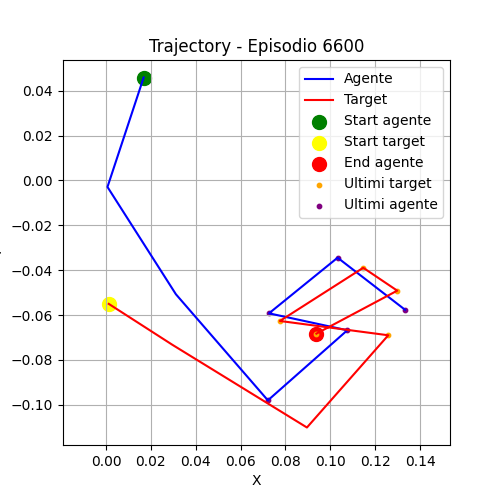 Trajectory - Episodio 6600
Agente
Target
Start agente
Start target
End agente
Ultimi target
Ultimi agente
0.04
0.02
0.00
−0.02
−0.04
−0.06
−0.08
−0.10
0.00
0.02
0.04
0.06
0.08
0.10
0.12
0.14
X